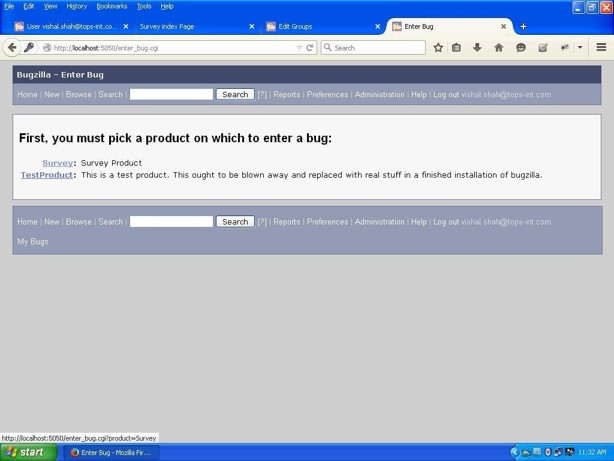 File Edit View History Bookmarks Tools Help
User vishal.shah@tops-int.co... × Survey Index Page × Edit Groups × Enter Bug × +
http://localhost:5050/enter_bug.cgi Search
Bugzilla – Enter Bug
Home | New | Browse | Search | Search [?] | Reports | Preferences | Administration | Help | Log out vishal.shah@tops-int.com
First, you must pick a product on which to enter a bug:
Survey: Survey Product
TestProduct: This is a test product. This ought to be blown away and replaced with real stuff in a finished installation of bugzilla.
Home | New | Browse | Search | Search [?] | Reports | Preferences | Administration | Help | Log out vishal.shah@tops-int.com
My Bugs
http://localhost:5050/enter_bug.cgi?product=Survey
start Enter Bug - Mozilla Fir... 11:32 AM